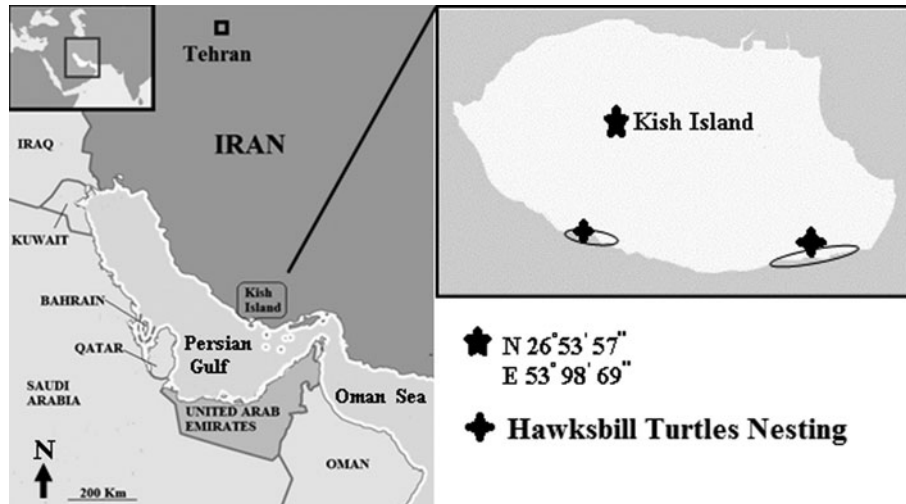 Tehran
IRAN
IRAQ
KUWAIT
Kish
Island
BAHRAIN
QATAR
Persian
Gulf
SAUDI
ARABIA
UNITED ARAB
EMIRATES
Oman Sea
OMAN
N
200 Km
Kish Island
N 26°53' 57"
E 53° 98' 69"
Hawksbill Turtles Nesting